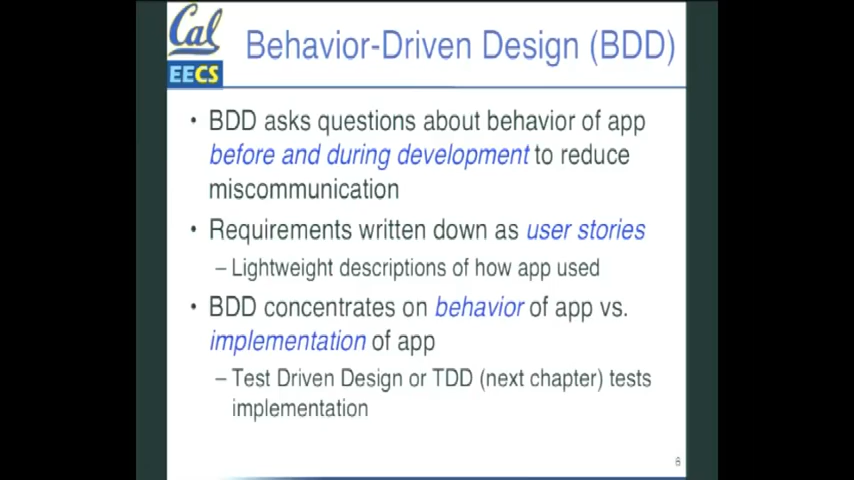 Cal
EECS
Behavior-Driven Design (BDD)
• BDD asks questions about behavior of app
before and during development to reduce
miscommunication
• Requirements written down as user stories
– Lightweight descriptions of how app used
• BDD concentrates on behavior of app vs.
implementation of app
– Test Driven Design or TDD (next chapter) tests
implementation
6